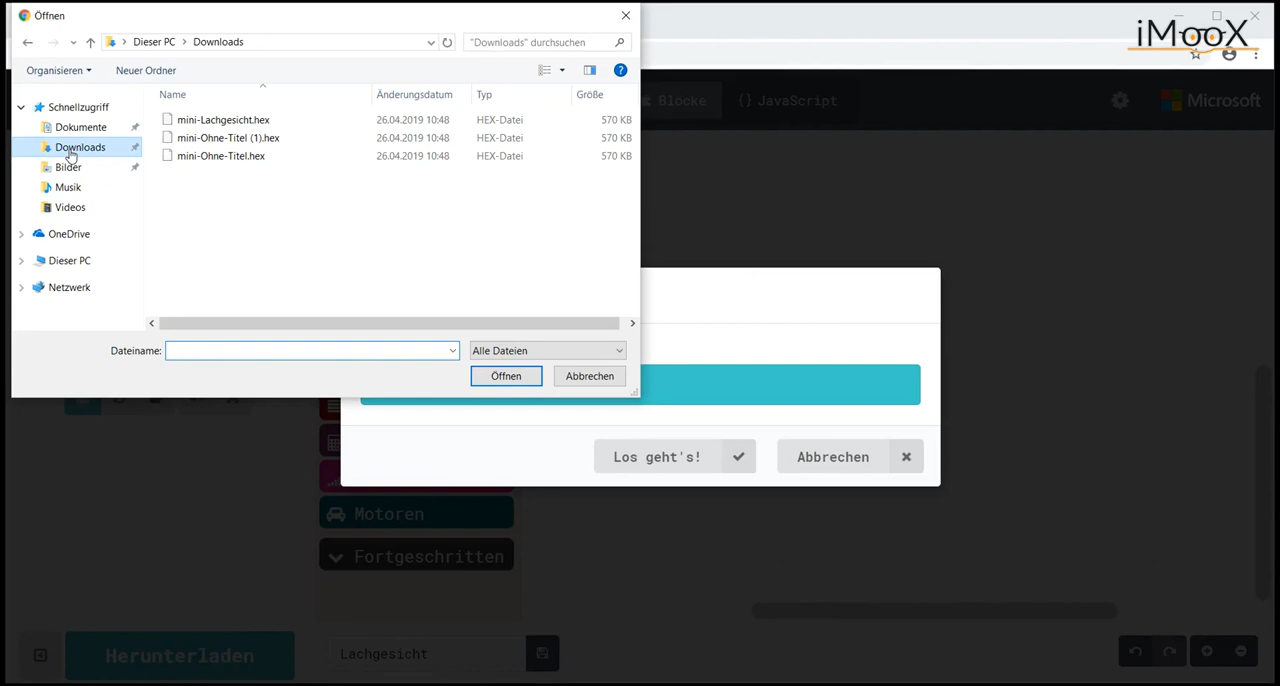 Öffnen
iMooX
Dieser PC > Downloads
"Downloads" durchsuchen
Organisieren
Neuer Ordner
?
Name
Änderungsdatum
Typ
Größe
Schnellzugriff
Dokumente
Downloads
Bilder
Musik
Videos
OneDrive
Dieser PC
Netzwerk
mini-Lachgesicht.hex
26.04.2019 10:48
HEX-Datei
570 KB
mini-Ohne-Titel (1).hex
26.04.2019 10:48
HEX-Datei
570 KB
mini-Ohne-Titel.hex
26.04.2019 10:48
HEX-Datei
570 KB
Blöcke
{} JavaScript
Microsoft
Dateiname:
Alle Dateien
Öffnen
Abbrechen
Los geht's!
Abbrechen
Motoren
Fortgeschritten
Herunterladen
Lachgesicht